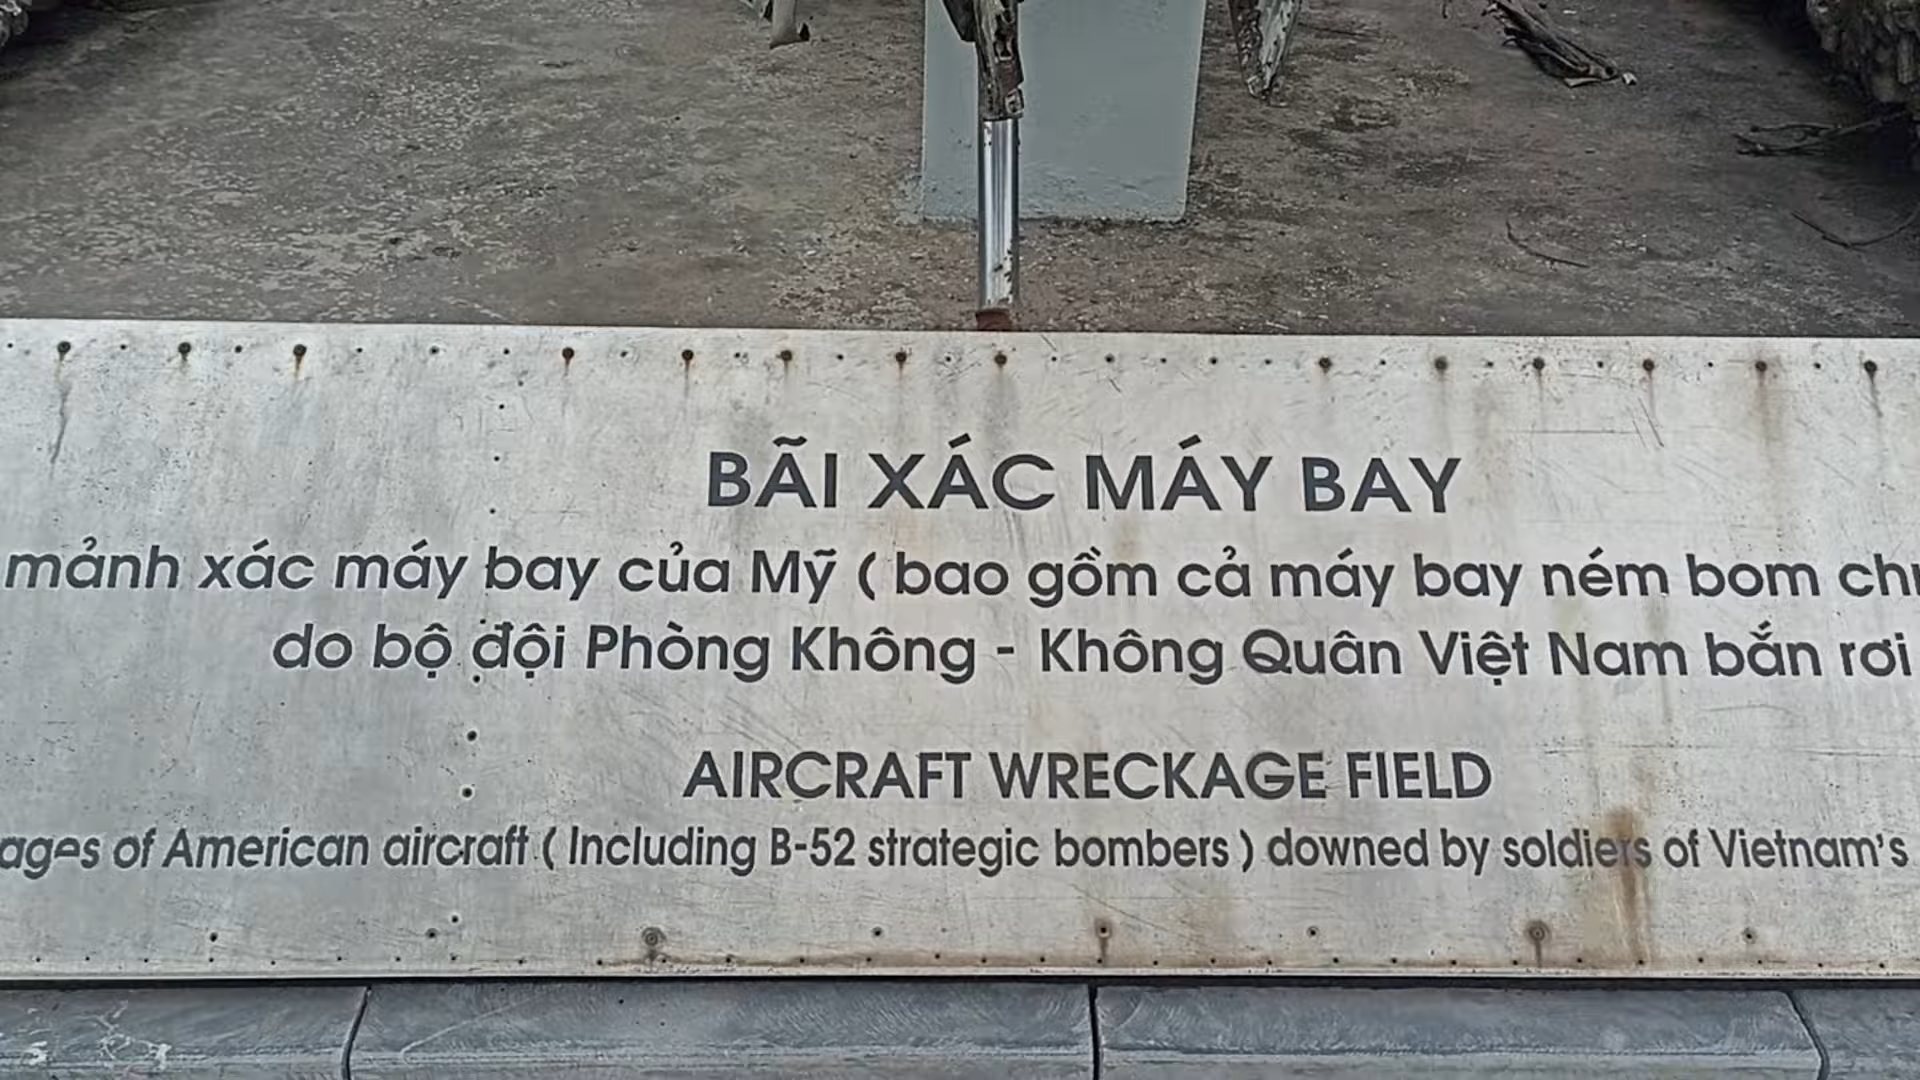 BÃI XÁC MÁY BAY
mảnh xác máy bay của Mỹ ( bao gồm cả máy bay ném bom
do bộ đội Phòng Không - Không Quân Việt Nam bắn rơi
AIRCRAFT WRECKAGE FIELD
of American aircraft ( Including B-52 strategic bombers ) downed by soldiers of Vietnam's